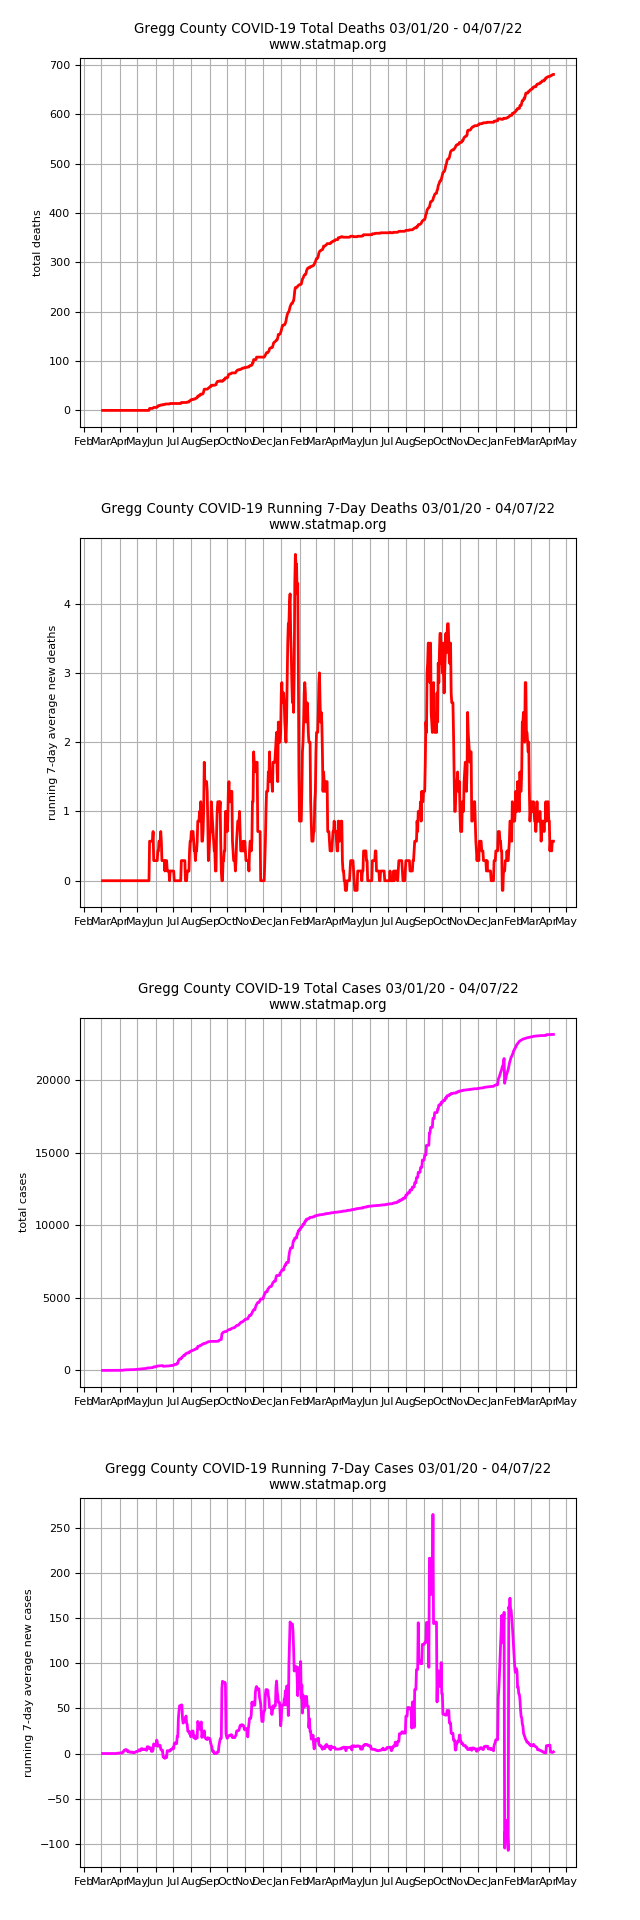 Gregg County COVID-19 Total Deaths 03/01/20 - 04/07/22
www.statmap.org
700
600
500
400
300
200
100
0
total deaths
Feb Mar Apr May Jun Jul Aug Sep Oct Nov Dec Jan Feb Mar Apr May Jun Jul Aug Sep Oct Nov Dec Jan Feb Mar Apr May
Gregg County COVID-19 Running 7-Day Deaths 03/01/20 - 04/07/22
www.statmap.org
4
3
2
1
0
running 7-day average new deaths
Feb Mar Apr May Jun Jul Aug Sep Oct Nov Dec Jan Feb Mar Apr May Jun Jul Aug Sep Oct Nov Dec Jan Feb Mar Apr May
Gregg County COVID-19 Total Cases 03/01/20 - 04/07/22
www.statmap.org
20000
15000
10000
5000
0
total cases
Feb Mar Apr May Jun Jul Aug Sep Oct Nov Dec Jan Feb Mar Apr May Jun Jul Aug Sep Oct Nov Dec Jan Feb Mar Apr May
Gregg County COVID-19 Running 7-Day Cases 03/01/20 - 04/07/22
www.statmap.org
250
200
150
100
50
0
−50
−100
running 7-day average new cases
Feb Mar Apr May Jun Jul Aug Sep Oct Nov Dec Jan Feb Mar Apr May Jun Jul Aug Sep Oct Nov Dec Jan Feb Mar Apr May